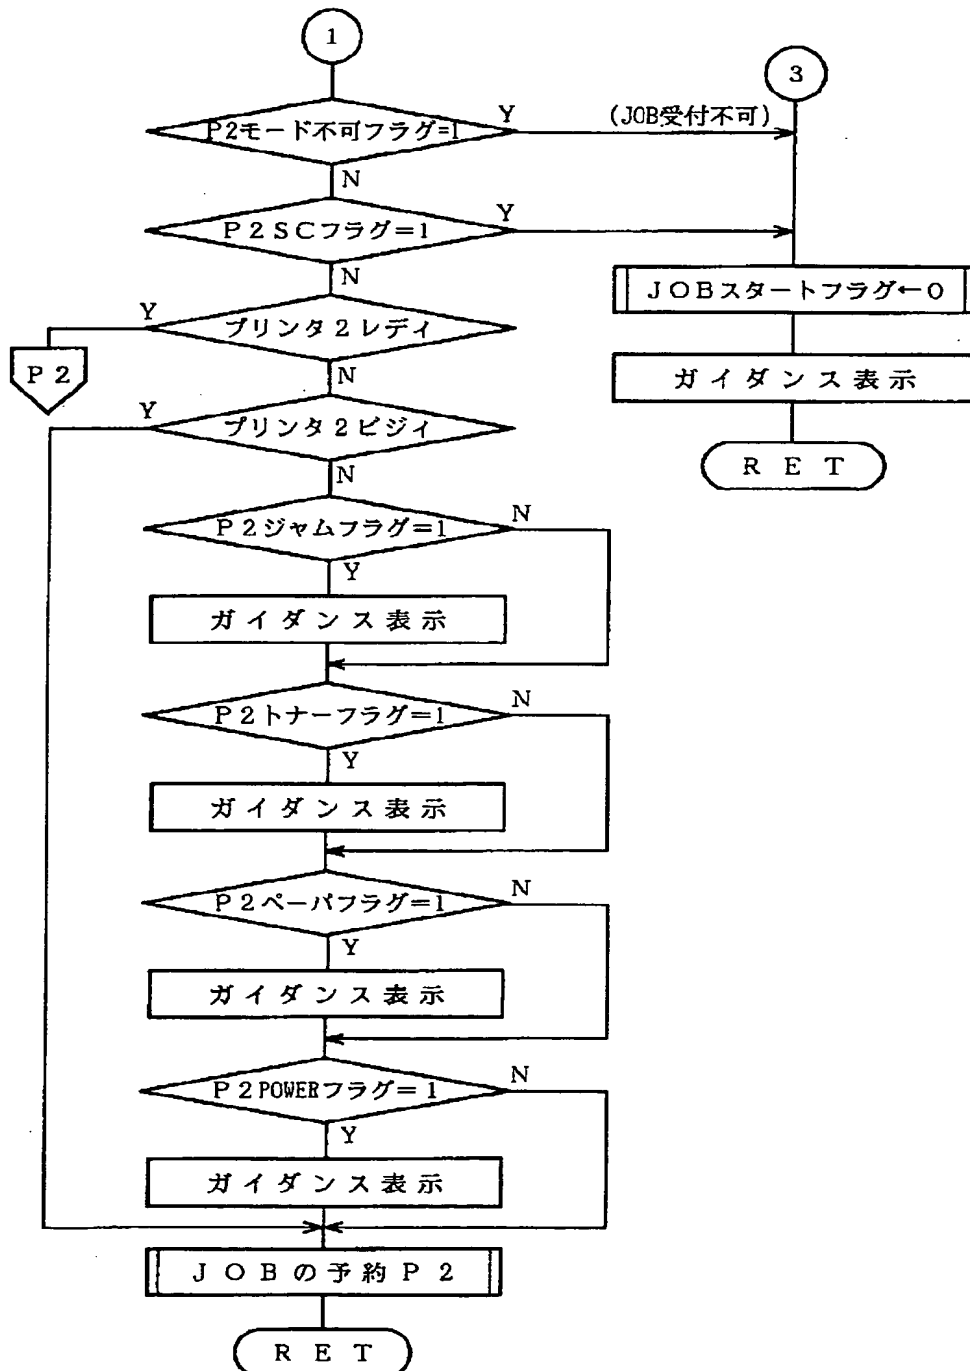 1
3
P2モード不可フラグ=1
Y
(JOB受付不可)
N
P2SCフラグ=1
Y
N
JOBスタートフラグ←0
Y
プリンタ2レディ
P2
N
ガイダンス表示
Y
プリンタ2ビジィ
N
RET
P2ジャムフラグ=1
N
Y
ガイダンス表示
P2トナーフラグ=1
N
Y
ガイダンス表示
P2ペーパフラグ=1
N
Y
ガイダンス表示
P2POWERフラグ=1
N
Y
ガイダンス表示
JOBの予約P2
RET